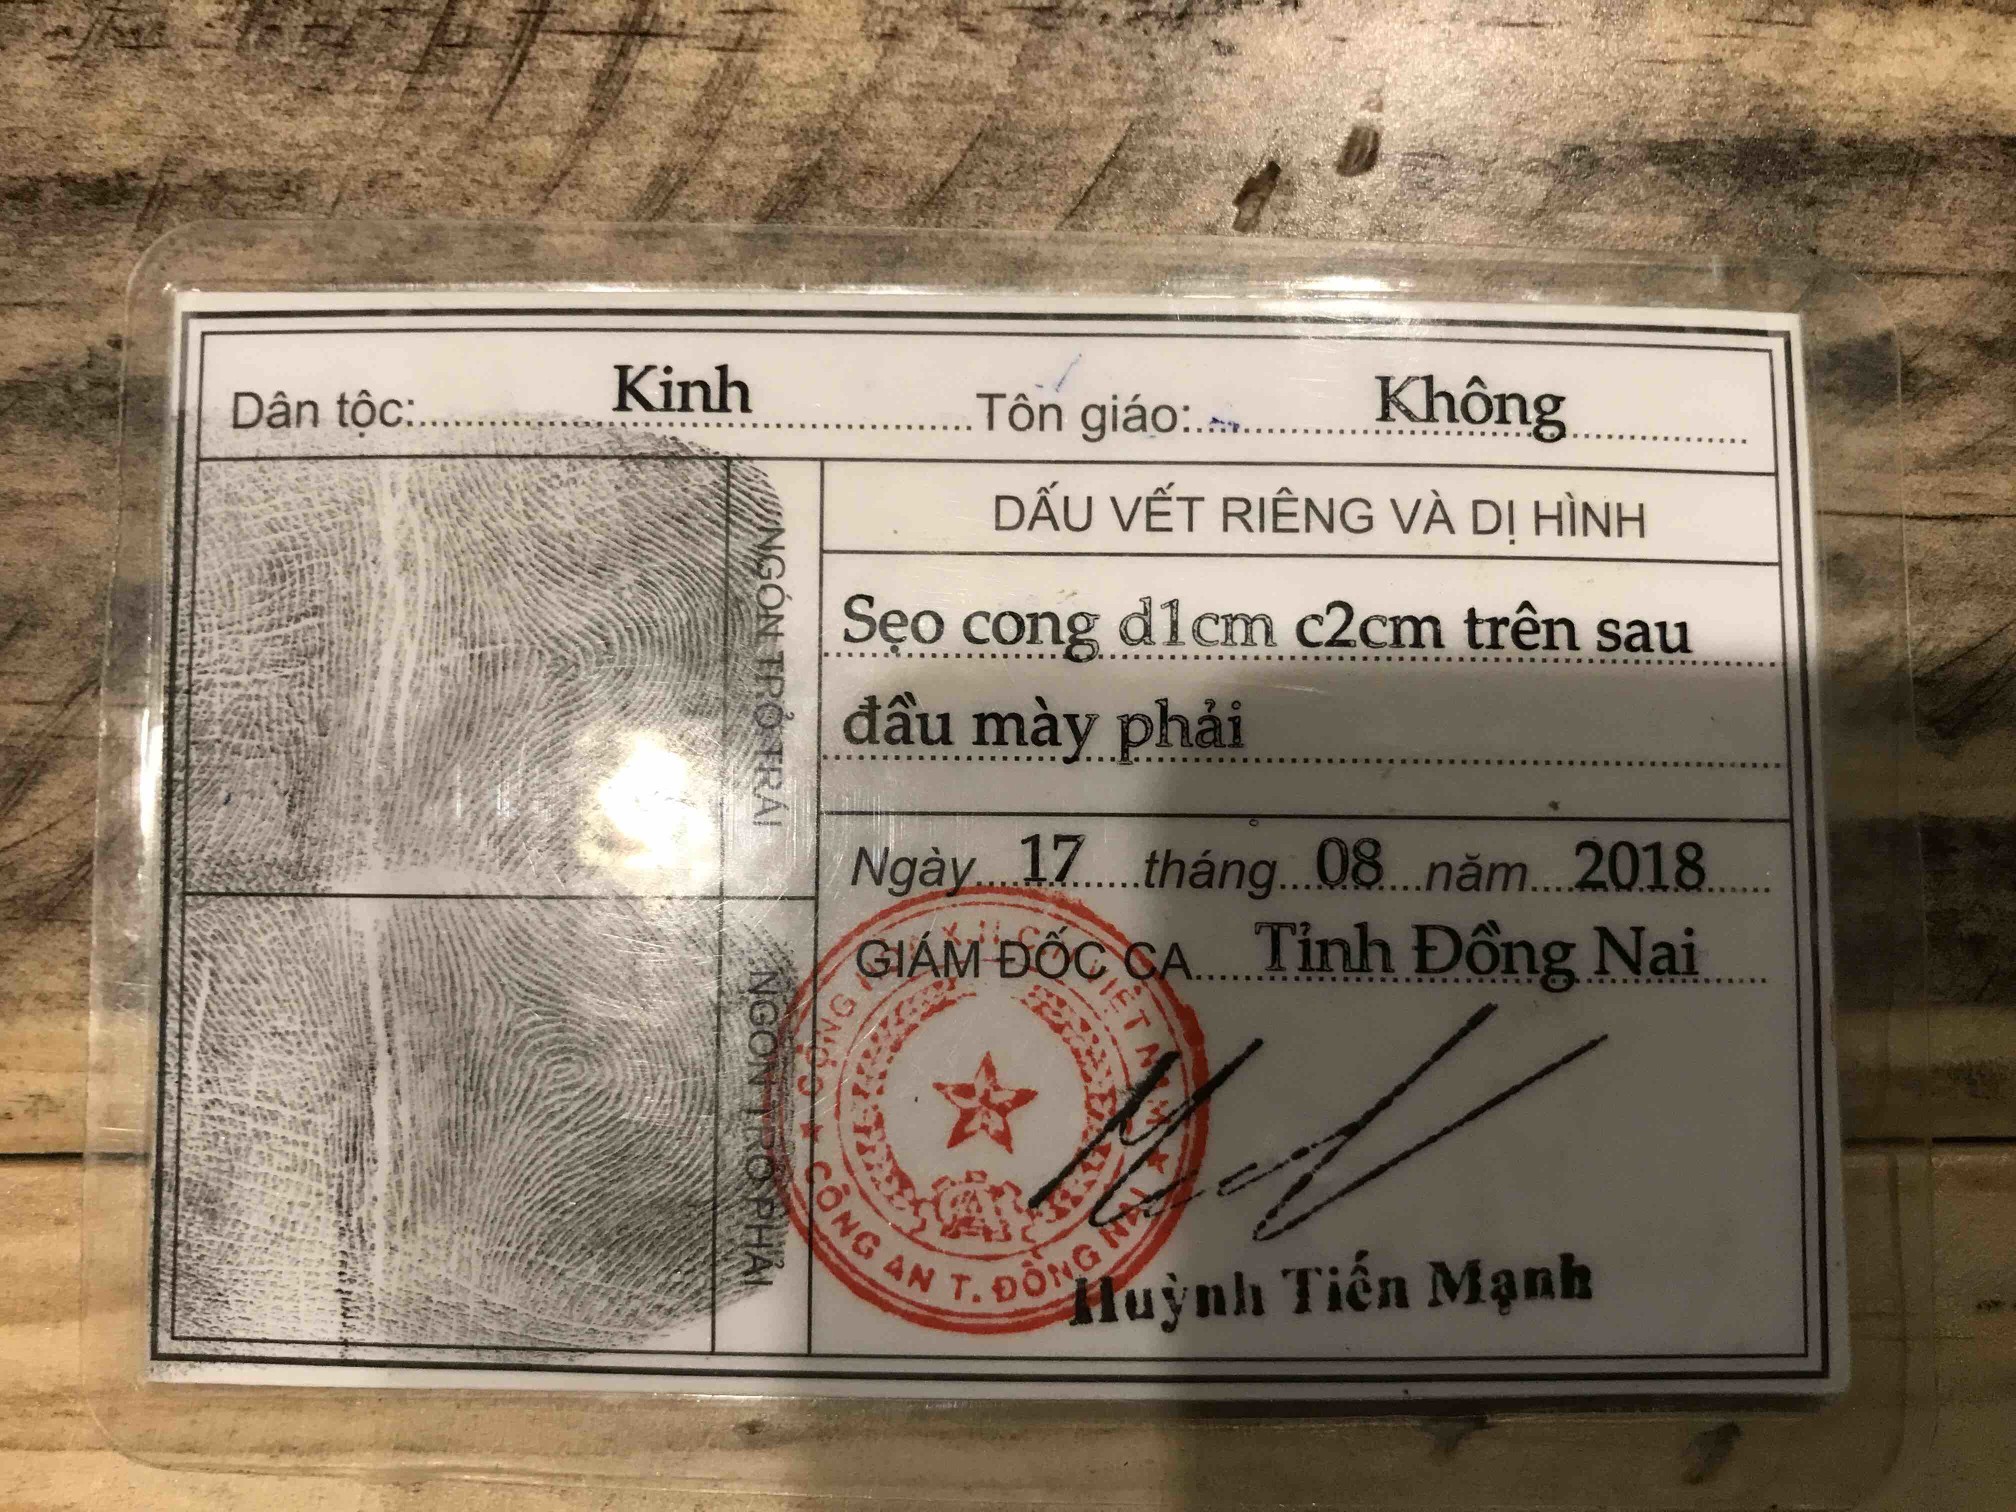 Dân tộc: Kinh Tôn giáo: Không
NGÓN TRỎ TRÁI
NGÓN TRỎ PHẢI
DẤU VẾT RIÊNG VÀ DỊ HÌNH
Sẹo cong d1cm c2cm trên sau
đầu mày phải
Ngày 17 tháng 08 năm 2018
GIÁM ĐỐC CA Tỉnh Đồng Nai
VIỆT NAM
CÔNG AN T. ĐỒNG NAI
Huỳnh Tiến Mạnh